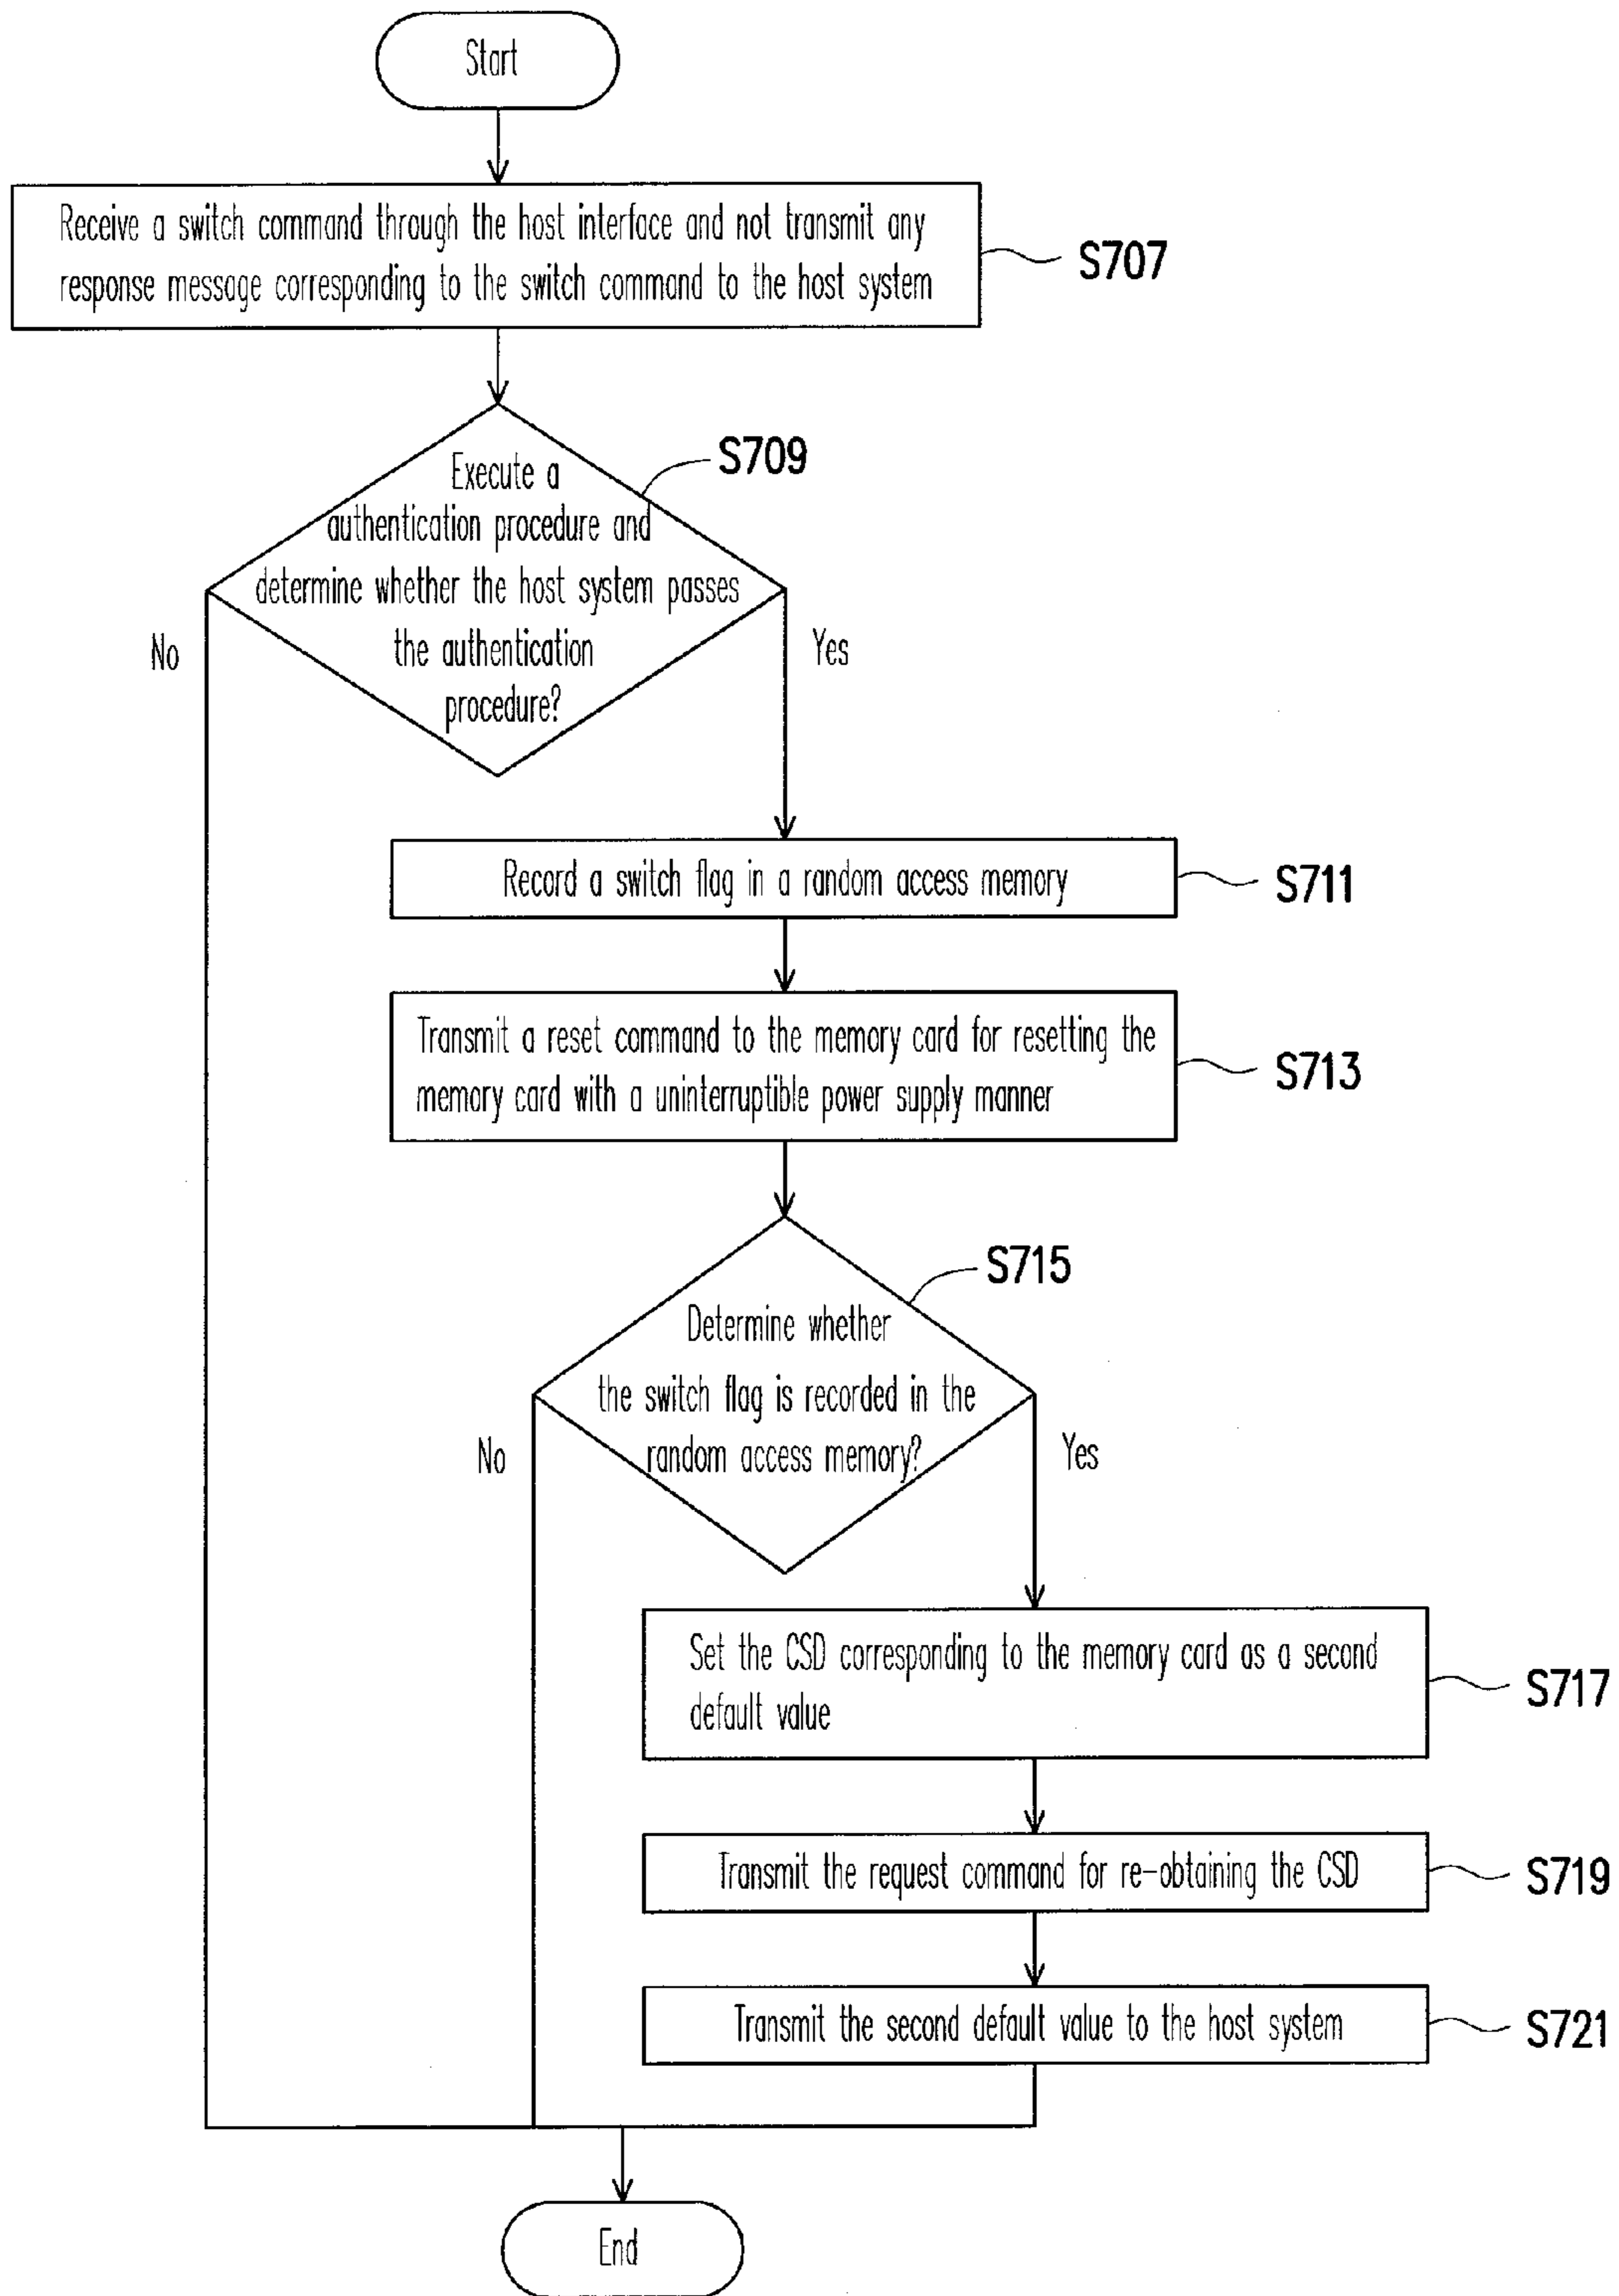 Start
Receive a switch command through the host interface and not transmit any
response message corresponding to the switch command to the host system
S707
S709
Execute a
authentication procedure and
determine whether the host system passes
the authentication
procedure?
No
Yes
Record a switch flag in a random access memory
S711
Transmit a reset command to the memory card for resetting the
memory card with a uninterruptible power supply manner
S713
S715
Determine whether
the switch flag is recorded in the
random access memory?
No
Yes
Set the CSD corresponding to the memory card as a second
default value
S717
Transmit the request command for re-obtaining the CSD
S719
Transmit the second default value to the host system
S721
End